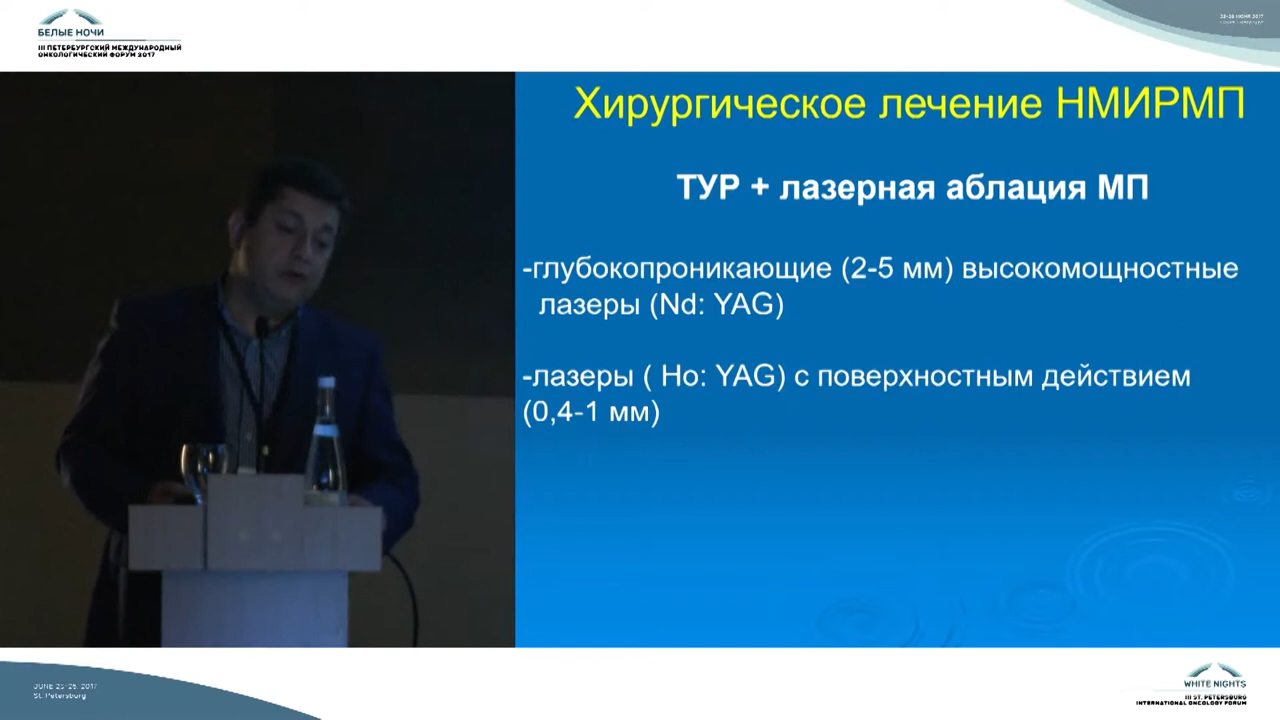 БЕЛЫЕ НОЧИ
III ПЕТЕРБУРГСКИЙ МЕЖДУНАРОДНЫЙ
ОНКОЛОГИЧЕСКИЙ ФОРУМ 2017
Хирургическое лечение НМИРМП
ТУР + лазерная аблация МП
-глубокопроникающие (2-5 мм) высокомощностные
лазеры (Nd: YAG)
-лазеры ( Ho: YAG) с поверхностным действием
(0,4-1 мм)
JUNE 23-26, 2017
St. Petersburg
WHITE NIGHTS
III ST. PETERSBURG
INTERNATIONAL ONCOLOGY FORUM